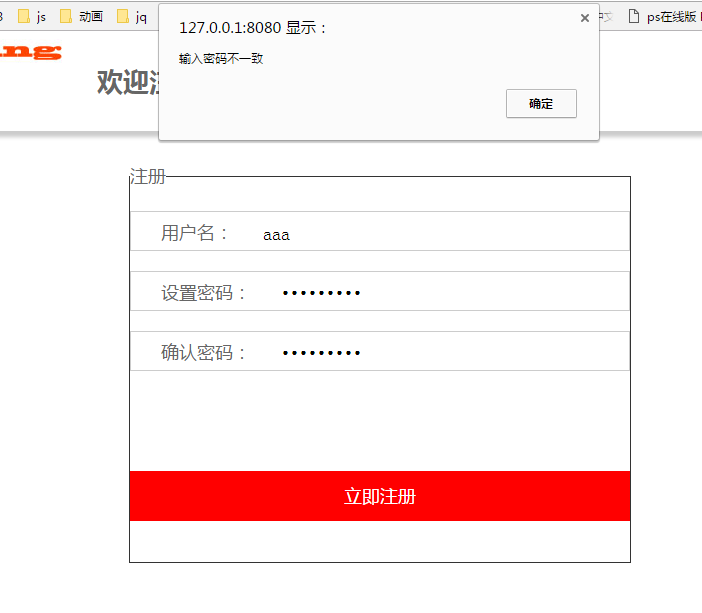 js 动画 jq ps在线版
127.0.0.1:8080 显示：
输入密码不一致
确定
欢迎
注册
用户名： aaa
设置密码： •••••••••
确认密码： •••••••••
立即注册